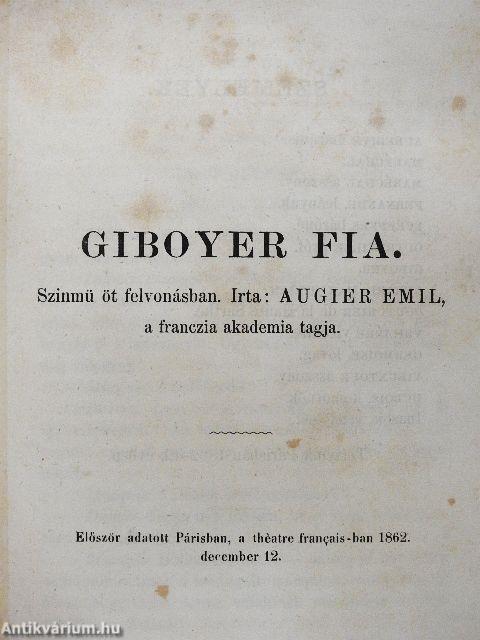 GIBOYER FIA.
Szinmü öt felvonásban. Irta: AUGIER EMIL,
a franczia akademia tagja.
Először adatott Párisban, a thèatre français-ban 1862.
december 12.
Antikvárium.hu